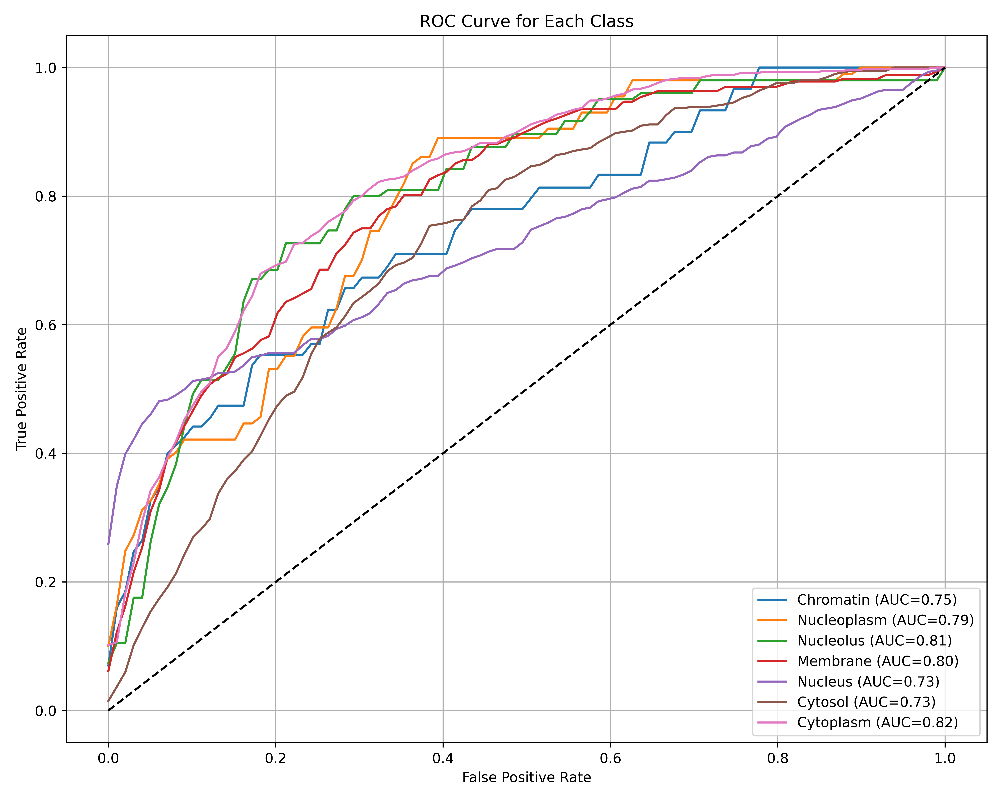 ROC Curve for Each Class
1.0
0.8
0.6
0.4
0.2
0.0
True Positive Rate
Chromatin (AUC=0.75)
Nucleoplasm (AUC=0.79)
Nucleolus (AUC=0.81)
Membrane (AUC=0.80)
Nucleus (AUC=0.73)
Cytosol (AUC=0.73)
Cytoplasm (AUC=0.82)
0.0 0.2 0.4 0.6 0.8 1.0
False Positive Rate